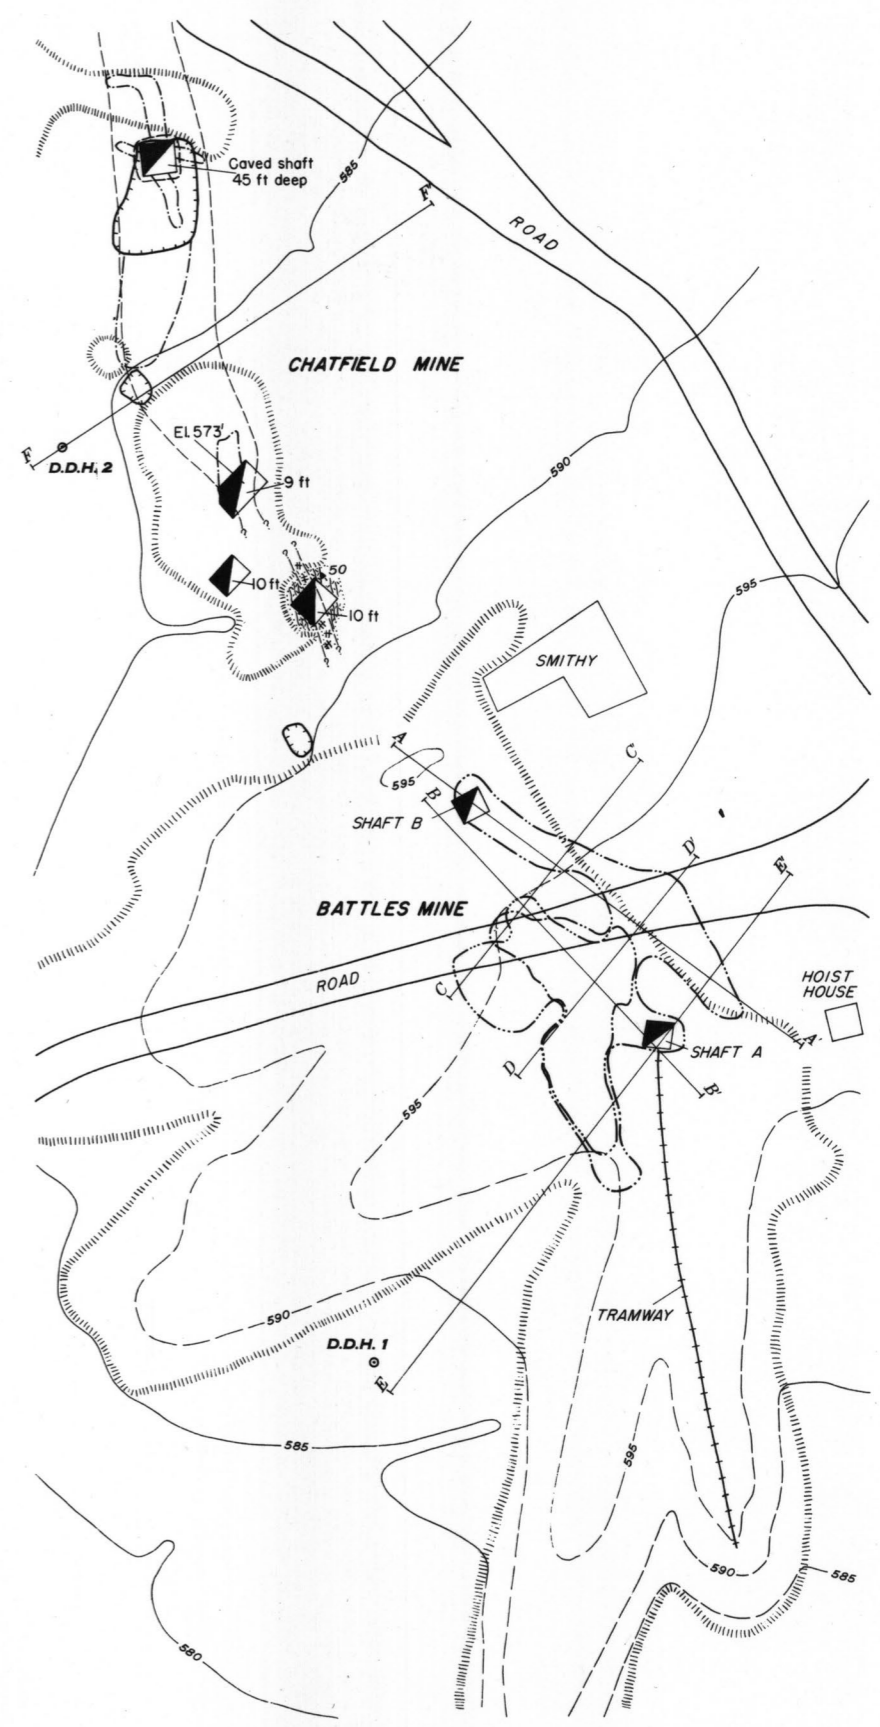 Caved shaft
45 ft deep
585
F'
ROAD
CHATFIELD MINE
El. 573'
F
D.D.H. 2
9 ft
590
?
?
?
?
50
10 ft
10 ft
595
?
?
SMITHY
A
C'
595
B
SHAFT B
D'
E'
BATTLES MINE
ROAD
C
HOIST
HOUSE
A'
SHAFT A
D
B'
595
TRAMWAY
590
D.D.H. 1
E
585
595
590
585
580